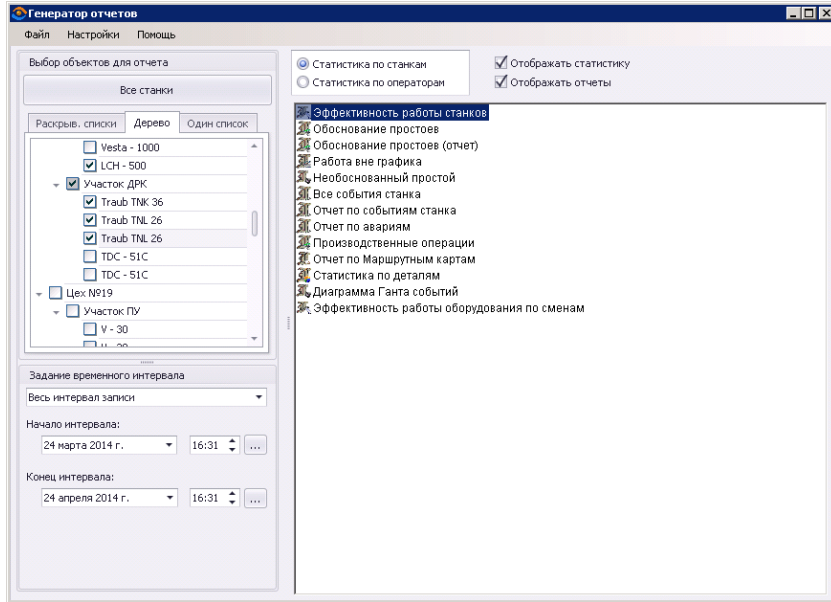 Генератор отчетов
Файл Настройки Помощь
Выбор объектов для отчета
Все станки
Раскрыв. списки Дерево Один список
Vesta - 1000
LCH - 500
Участок ДРК
Traub TNK 36
Traub TNL 26
Traub TNL 26
TDC - 51C
TDC - 51C
Цех №19
Участок ПУ
V - 30
Задание временного интервала
Весь интервал записи
Начало интервала:
24 марта 2014 г. 16:31 ...
Конец интервала:
24 апреля 2014 г. 16:31 ...
Статистика по станкам
Статистика по операторам
Отображать статистику
Отображать отчеты
Эффективность работы станков
Обоснование простоев
Обоснование простоев (отчет)
Работа вне графика
Необоснованный простой
Все события станка
Отчет по событиям станка
Отчет по авариям
Производственные операции
Отчет по Маршрутным картам
Статистика по деталям
Диаграмма Ганта событий
Эффективность работы оборудования по сменам